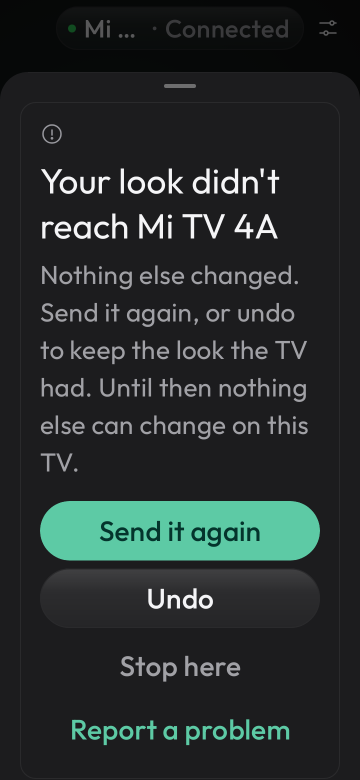 Mi ... · Connected
Your look didn't
reach Mi TV 4A
Nothing else changed.
Send it again, or undo
to keep the look the TV
had. Until then nothing
else can change on this
TV.
Send it again
Undo
Stop here
Report a problem